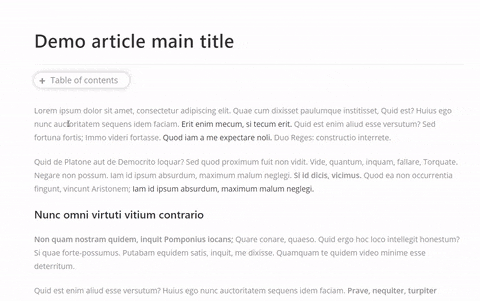 Demo article main title
+ Table of contents
Lorem ipsum dolor sit amet, consectetur adipiscing elit. Quae cum dixisset paulumque institisset, Quid est? Huius ego
nunc auctoritatem sequens idem faciam. Erit enim mecum, si tecum erit. Quid est enim aliud esse versutum? Sed
fortuna fortis; Immo videri fortasse. Quod iam a me expectare noli. Duo Reges: constructio interrete.
Quid de Platone aut de Democrito loquar? Sed quod proximum fuit non vidit. Vide, quantum, inquam, fallare, Torquate.
Negare non possum. Iam id ipsum absurdum, maximum malum neglegi. Si id dicis, vicimus. Quod ea non occurrentia
fingunt, vincunt Aristonem; Iam id ipsum absurdum, maximum malum neglegi.
Nunc omni virtuti vitium contrario
Non quam nostram quidem, inquit Pomponius iocans; Quare conare, quaeso. Quid ergo hoc loco intellegit honestum?
Si quae forte-possumus. Putabam equidem satis, inquit, me dixisse. Quamquam te quidem video minime esse
deterritum.
Quid est enim aliud esse versutum? Huius ego nunc auctoritatem sequens idem faciam. Prave, nequiter, turpiter